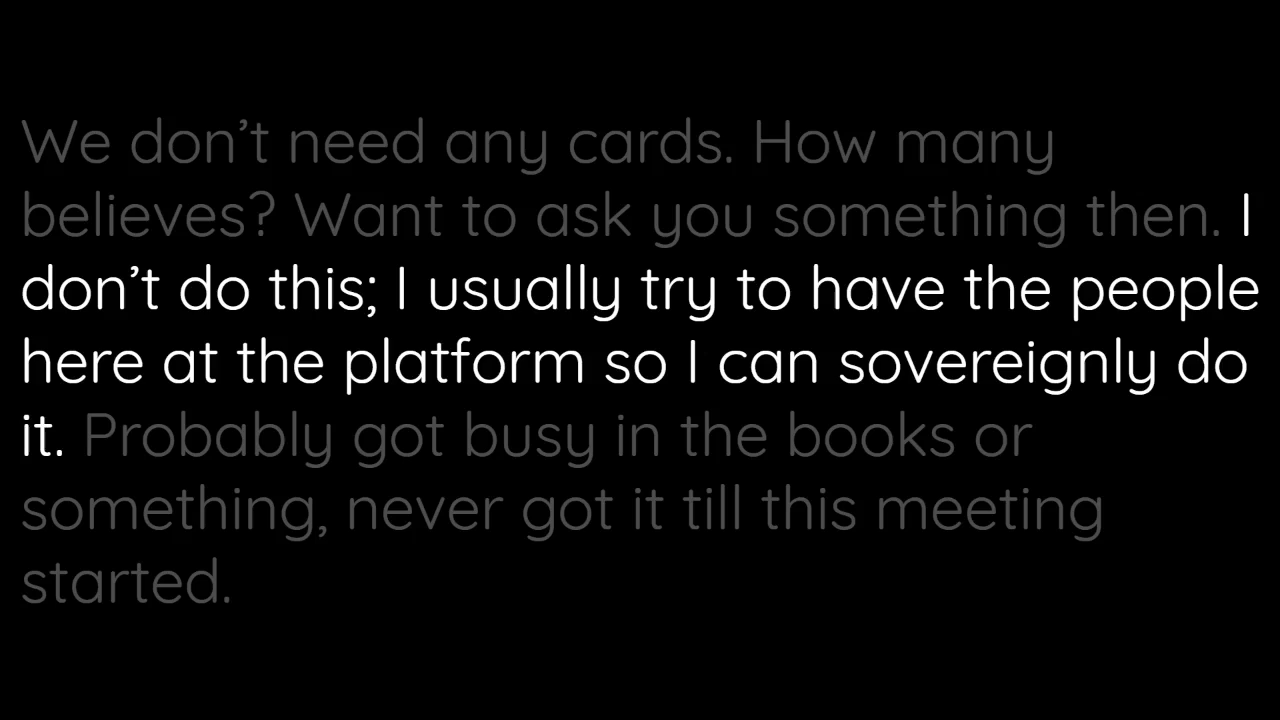 We don’t need any cards. How many
believes? Want to ask you something then. I
don’t do this; I usually try to have the people
here at the platform so I can sovereignly do
it. Probably got busy in the books or
something, never got it till this meeting
started.